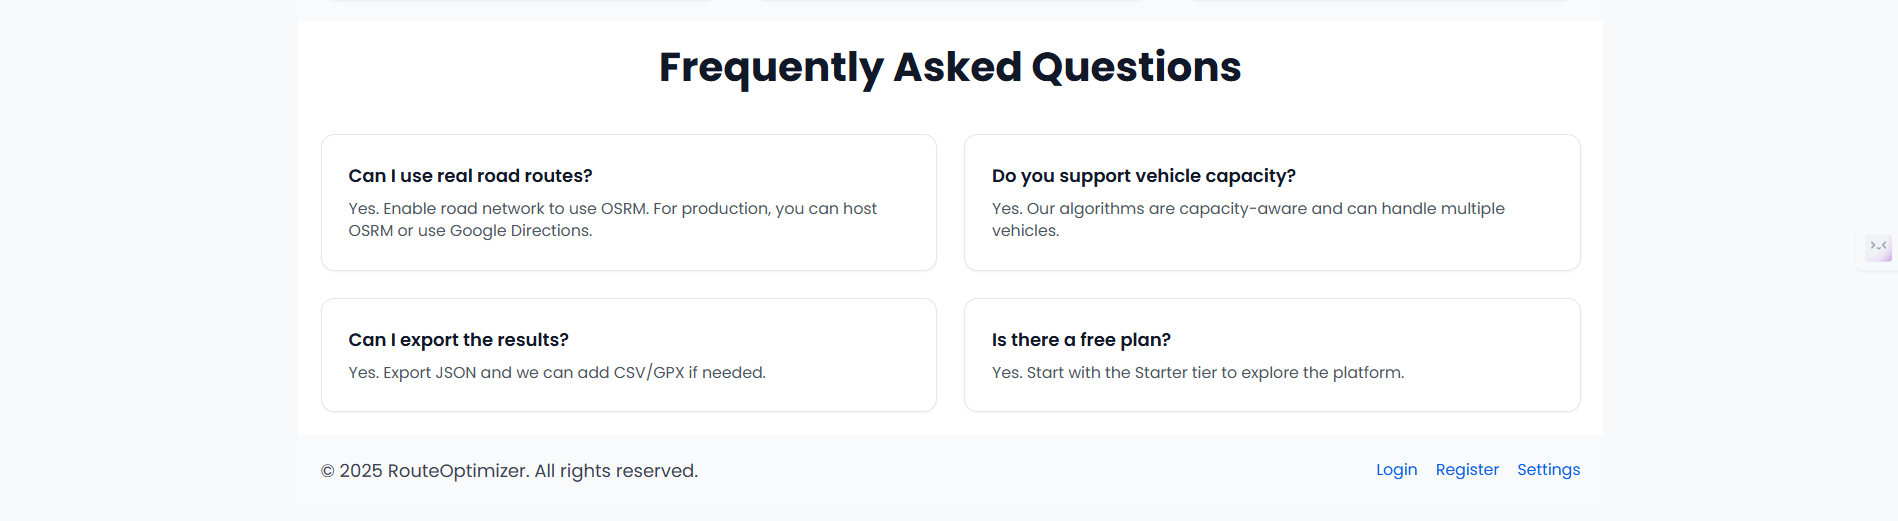 Frequently Asked Questions
Can I use real road routes?
Yes. Enable road network to use OSRM. For production, you can host
OSRM or use Google Directions.
Do you support vehicle capacity?
Yes. Our algorithms are capacity-aware and can handle multiple
vehicles.
Can I export the results?
Yes. Export JSON and we can add CSV/GPX if needed.
Is there a free plan?
Yes. Start with the Starter tier to explore the platform.
© 2025 RouteOptimizer. All rights reserved.
Login Register Settings